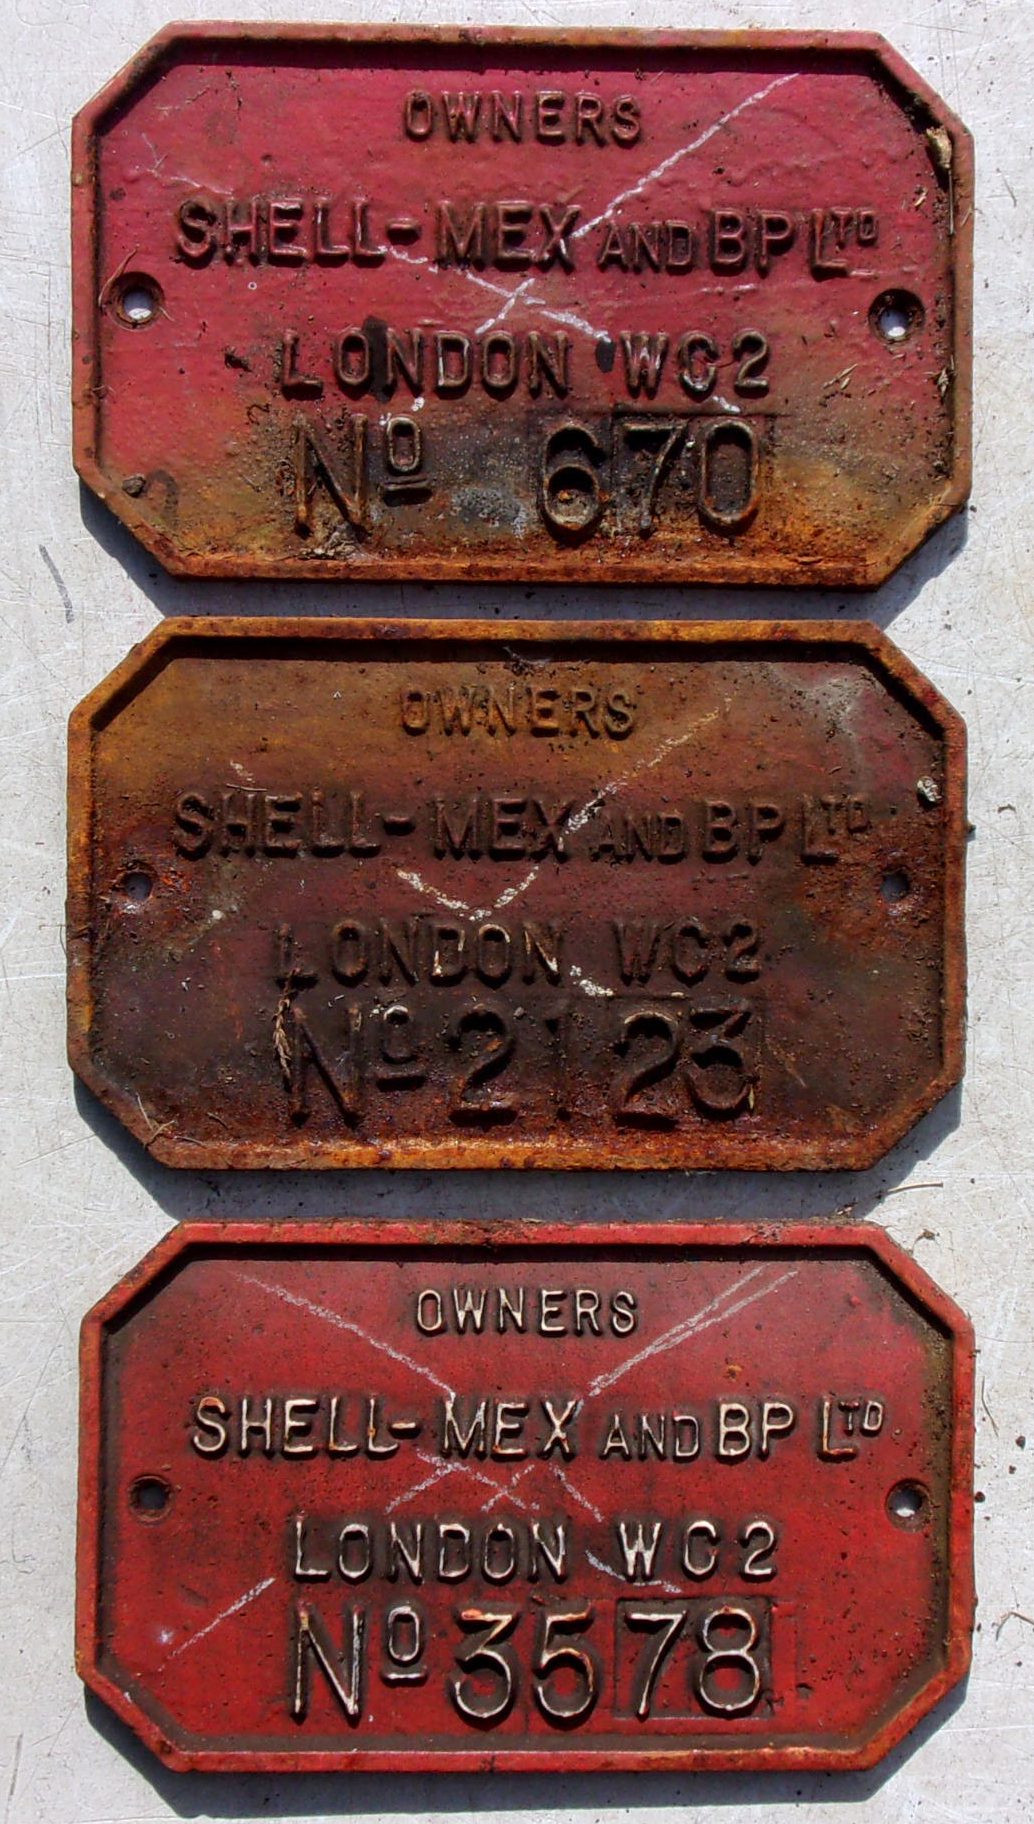 OWNERS
SHELL-MEX AND BP LTD
LONDON WC2
Nº 670
OWNERS
SHELL-MEX AND BP LTD
LONDON WC2
Nº 2123
OWNERS
SHELL-MEX AND BP LTD
LONDON WC2
Nº 3578